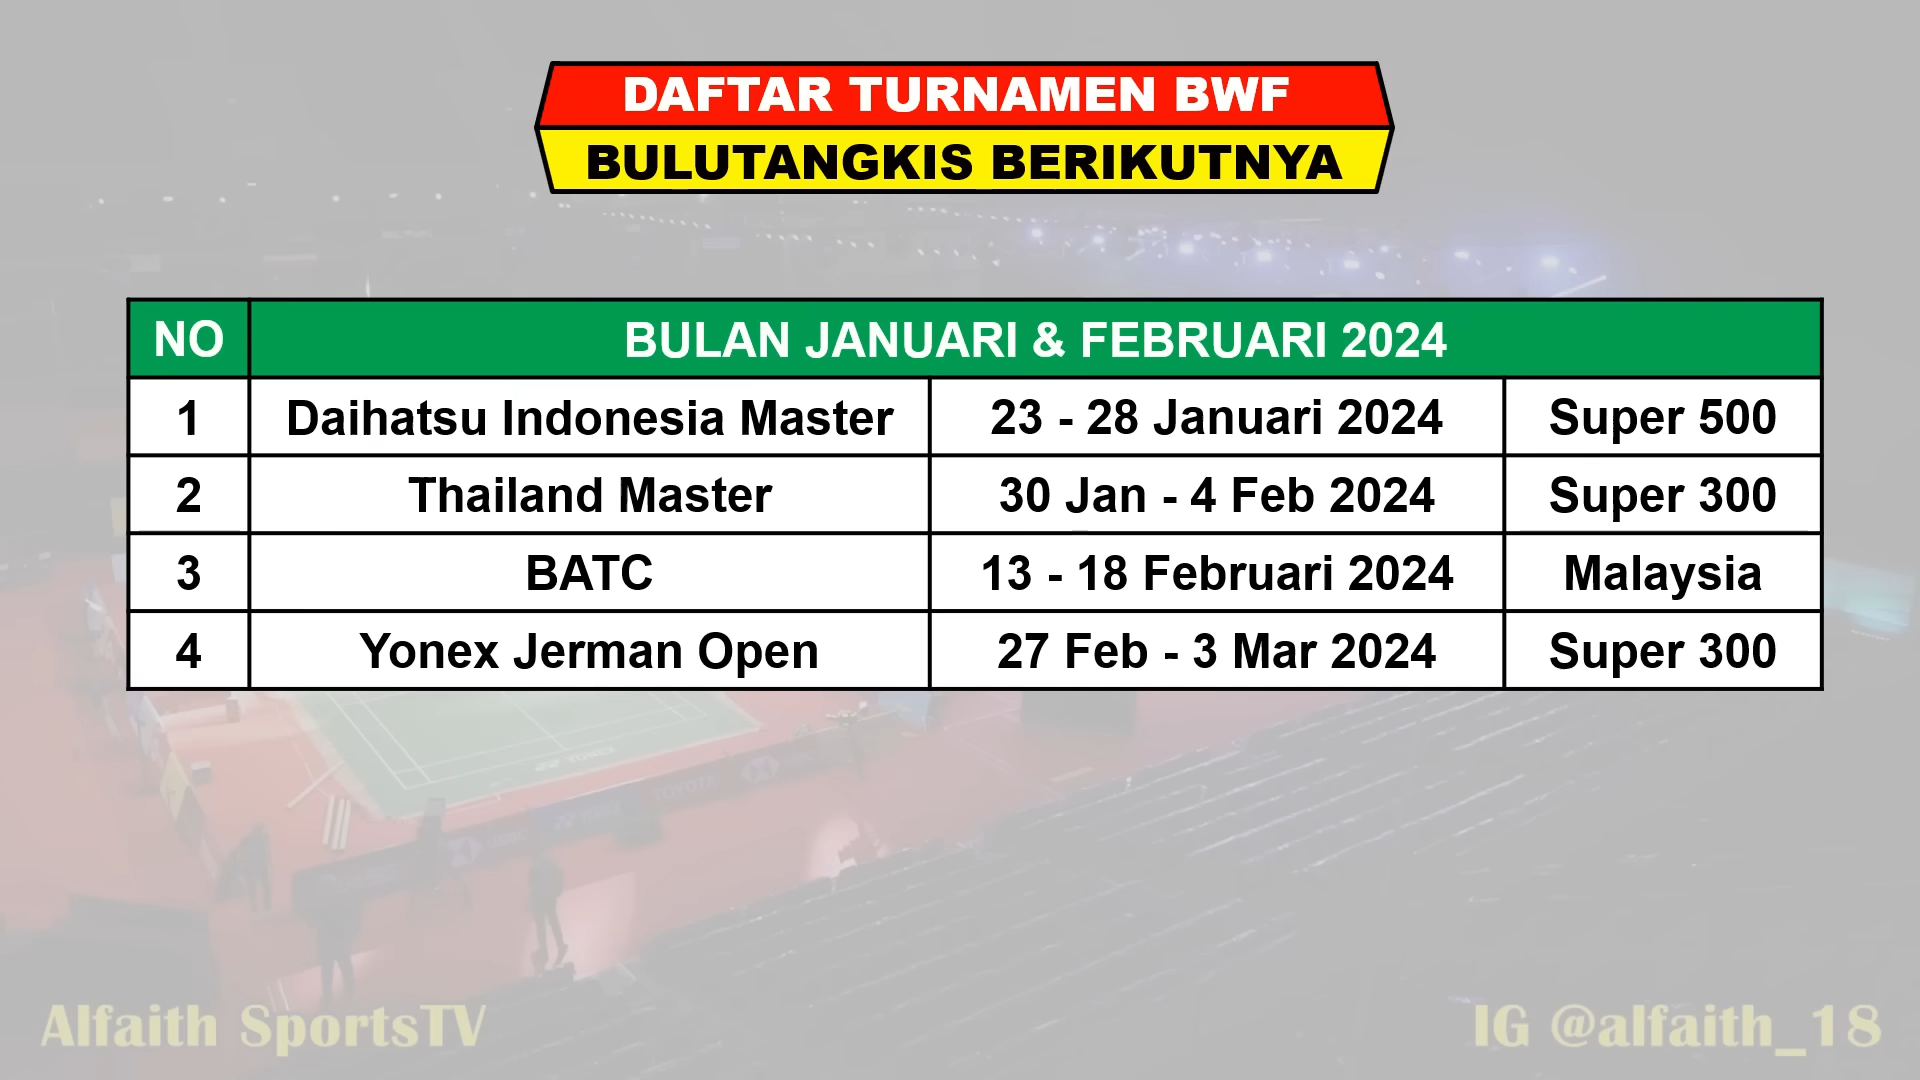 DAFTAR TURNAMEN BWF
BULUTANGKIS BERIKUTNYA
NO BULAN JANUARI & FEBRUARI 2024
1 Daihatsu Indonesia Master 23 - 28 Januari 2024 Super 500
2 Thailand Master 30 Jan - 4 Feb 2024 Super 300
3 BATC 13 - 18 Februari 2024 Malaysia
4 Yonex Jerman Open 27 Feb - 3 Mar 2024 Super 300
YONEX
TOYOTA
Alfaith SportsTV
IG @alfaith_18